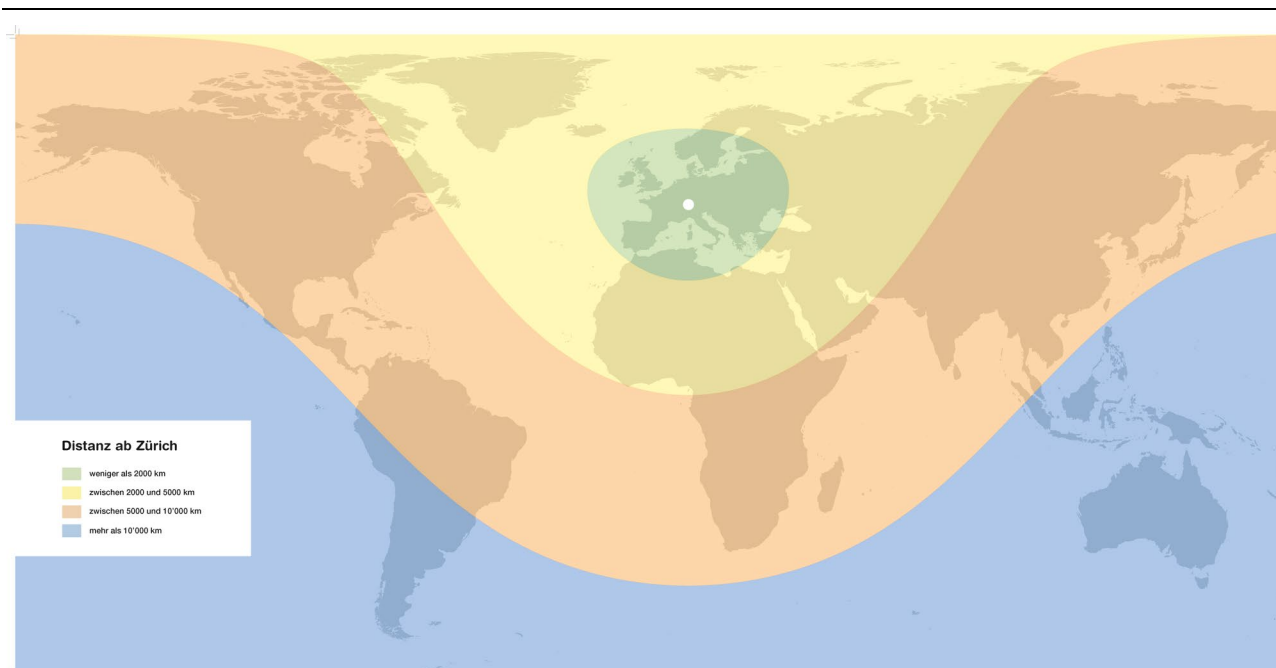 Distanz ab Zürich
weniger als 2000 km
zwischen 2000 und 5000 km
zwischen 5000 und 10’000 km
mehr als 10’000 km